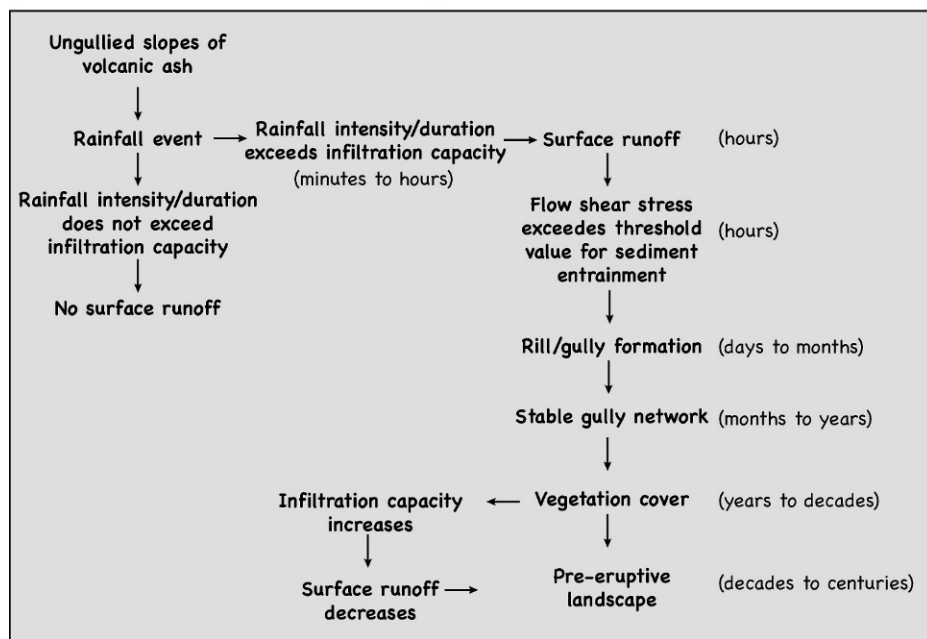 Ungullied slopes of
volcanic ash
Rainfall event
Rainfall intensity/duration
exceeds infiltration capacity
(minutes to hours)
Surface runoff
(hours)
Rainfall intensity/duration
does not exceed
infiltration capacity
No surface runoff
Flow shear stress
exceedes threshold
value for sediment
entrainment
(hours)
Rill/gully formation
(days to months)
Stable gully network
(months to years)
Vegetation cover
(years to decades)
Infiltration capacity
increases
Surface runoff
decreases
Pre-eruptive
landscape
(decades to centuries)